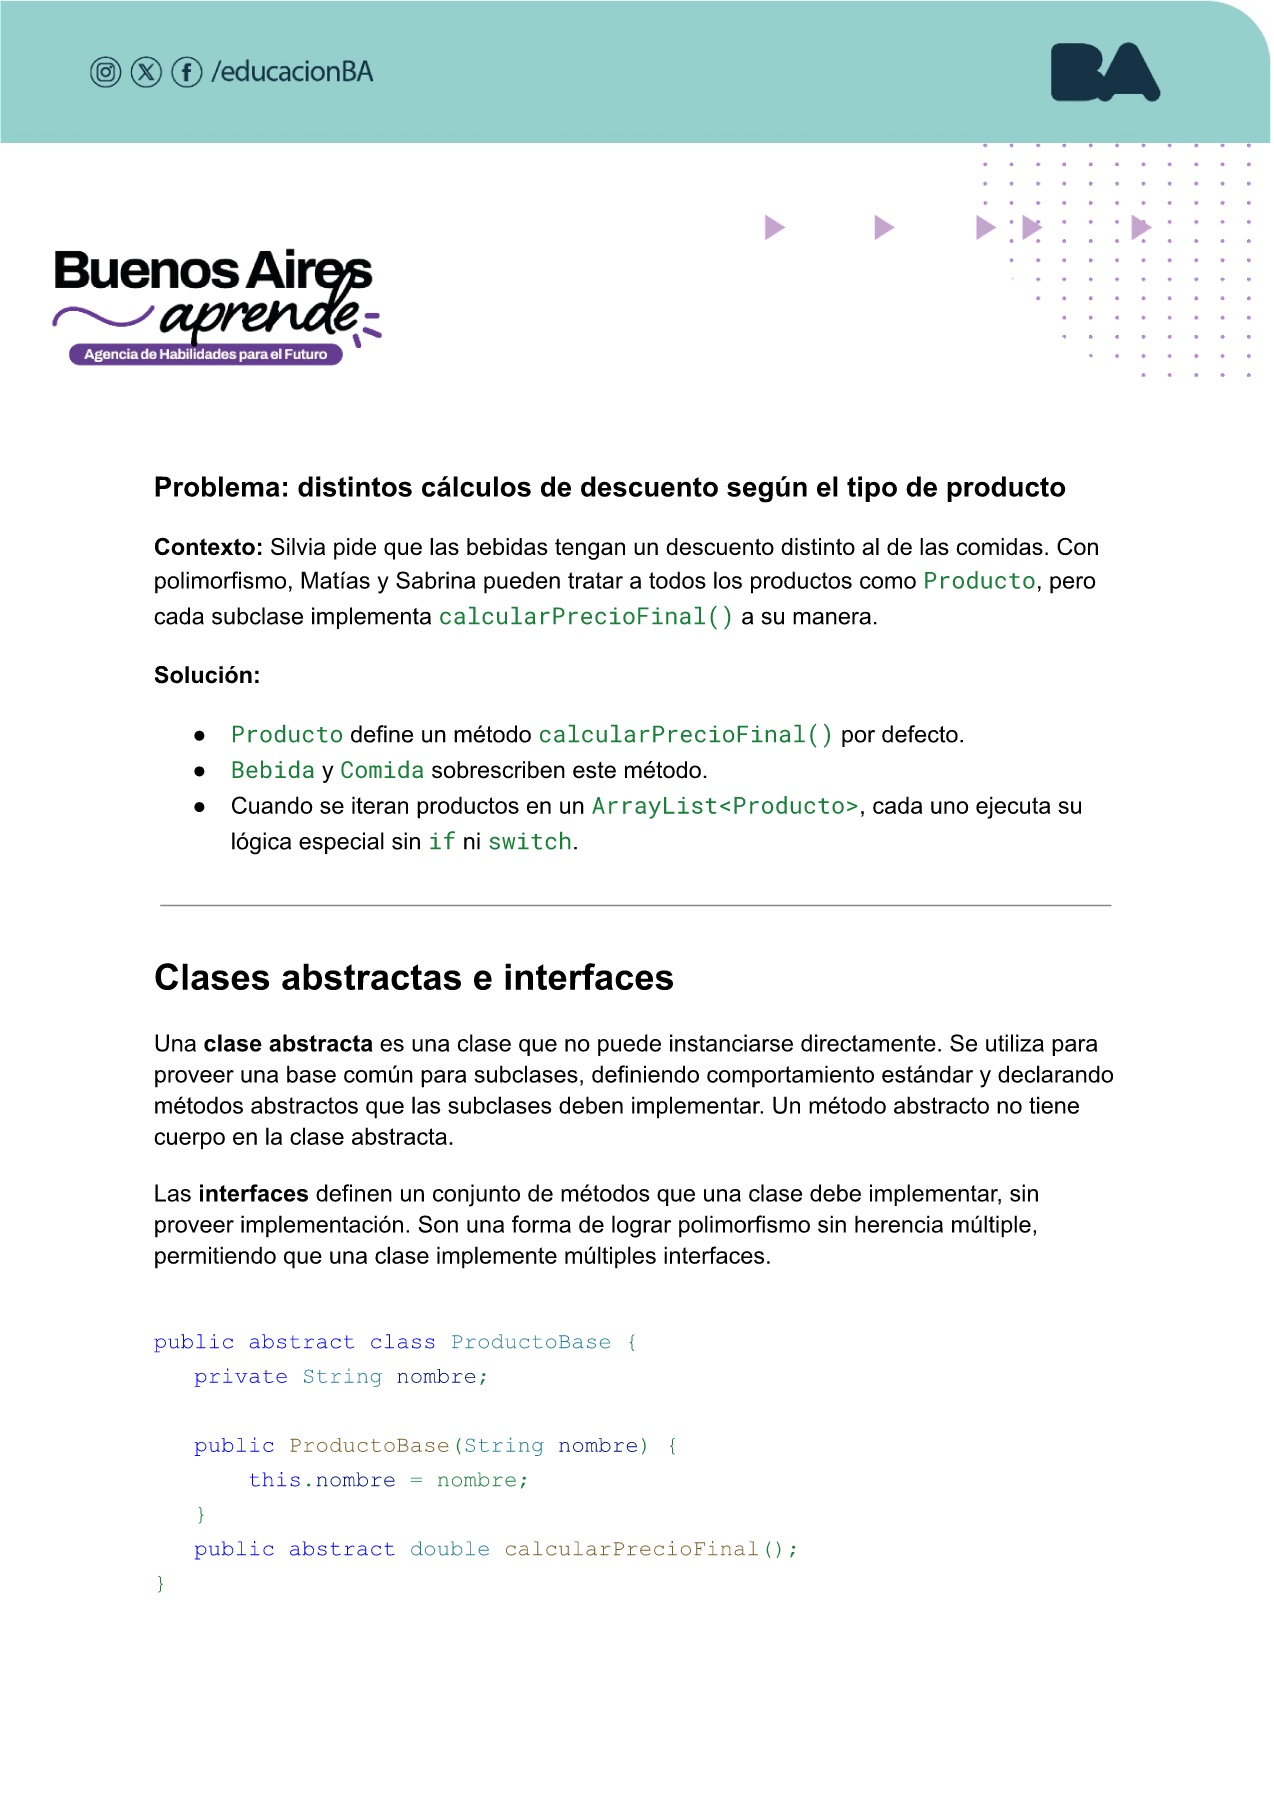 /educacionBA
BA
Buenos Aires
aprende
Agencia de Habilidades para el Futuro
Problema: distintos cálculos de descuento según el tipo de producto
Contexto: Silvia pide que las bebidas tengan un descuento distinto al de las comidas. Con
polimorfismo, Matías y Sabrina pueden tratar a todos los productos como Producto, pero
cada subclase implementa calcularPrecioFinal() a su manera.
Solución:
● Producto define un método calcularPrecioFinal() por defecto.
● Bebida y Comida sobrescriben este método.
● Cuando se iteran productos en un ArrayList<Producto>, cada uno ejecuta su
lógica especial sin if ni switch.
Clases abstractas e interfaces
Una clase abstracta es una clase que no puede instanciarse directamente. Se utiliza para
proveer una base común para subclases, definiendo comportamiento estándar y declarando
métodos abstractos que las subclases deben implementar. Un método abstracto no tiene
cuerpo en la clase abstracta.
Las interfaces definen un conjunto de métodos que una clase debe implementar, sin
proveer implementación. Son una forma de lograr polimorfismo sin herencia múltiple,
permitiendo que una clase implemente múltiples interfaces.
public abstract class ProductoBase {
   private String nombre;
   public ProductoBase(String nombre) {
       this.nombre = nombre;
   }
   public abstract double calcularPrecioFinal();
}